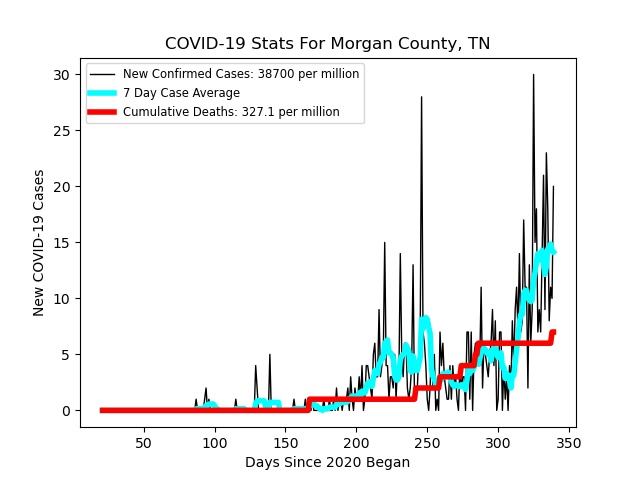 COVID-19 Stats For Morgan County, TN
New Confirmed Cases: 38700 per million
7 Day Case Average
Cumulative Deaths: 327.1 per million
New COVID-19 Cases
30
25
20
15
10
5
0
50
100
150
200
250
300
350
Days Since 2020 Began